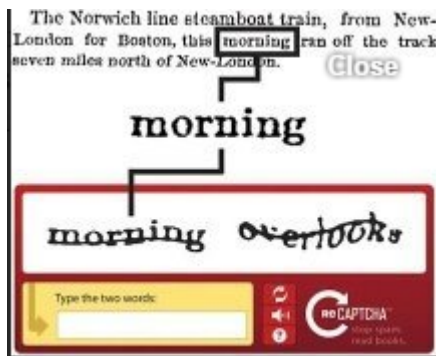 The Norwich line steamboat train, from New-
London for Boston, this morning ran off the track
seven miles north of New-London.
Close
morning
morning overlooks
Type the two words:
reCAPTCHA™
stop spam.
read books.